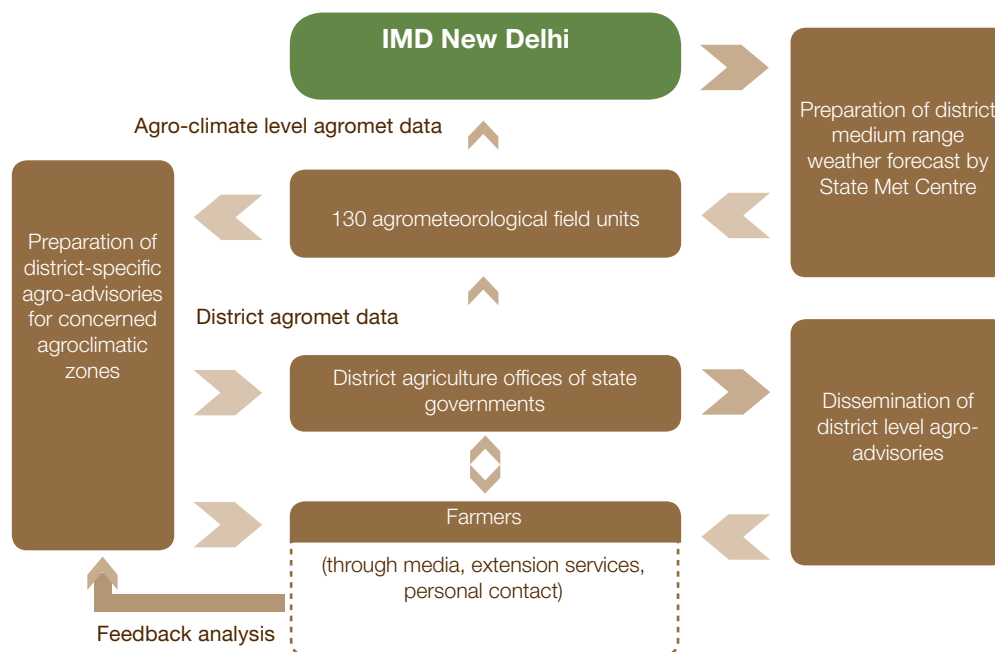 IMD New Delhi
Agro-climate level agromet data
Preparation of district
medium range
weather forecast by
State Met Centre
130 agrometeorological field units
Preparation of
district-specific
agro-advisories
for concerned
agroclimatic
zones
District agromet data
District agriculture offices of state
governments
Dissemination of
district level agro-
advisories
Farmers
(through media, extension services,
personal contact)
Feedback analysis